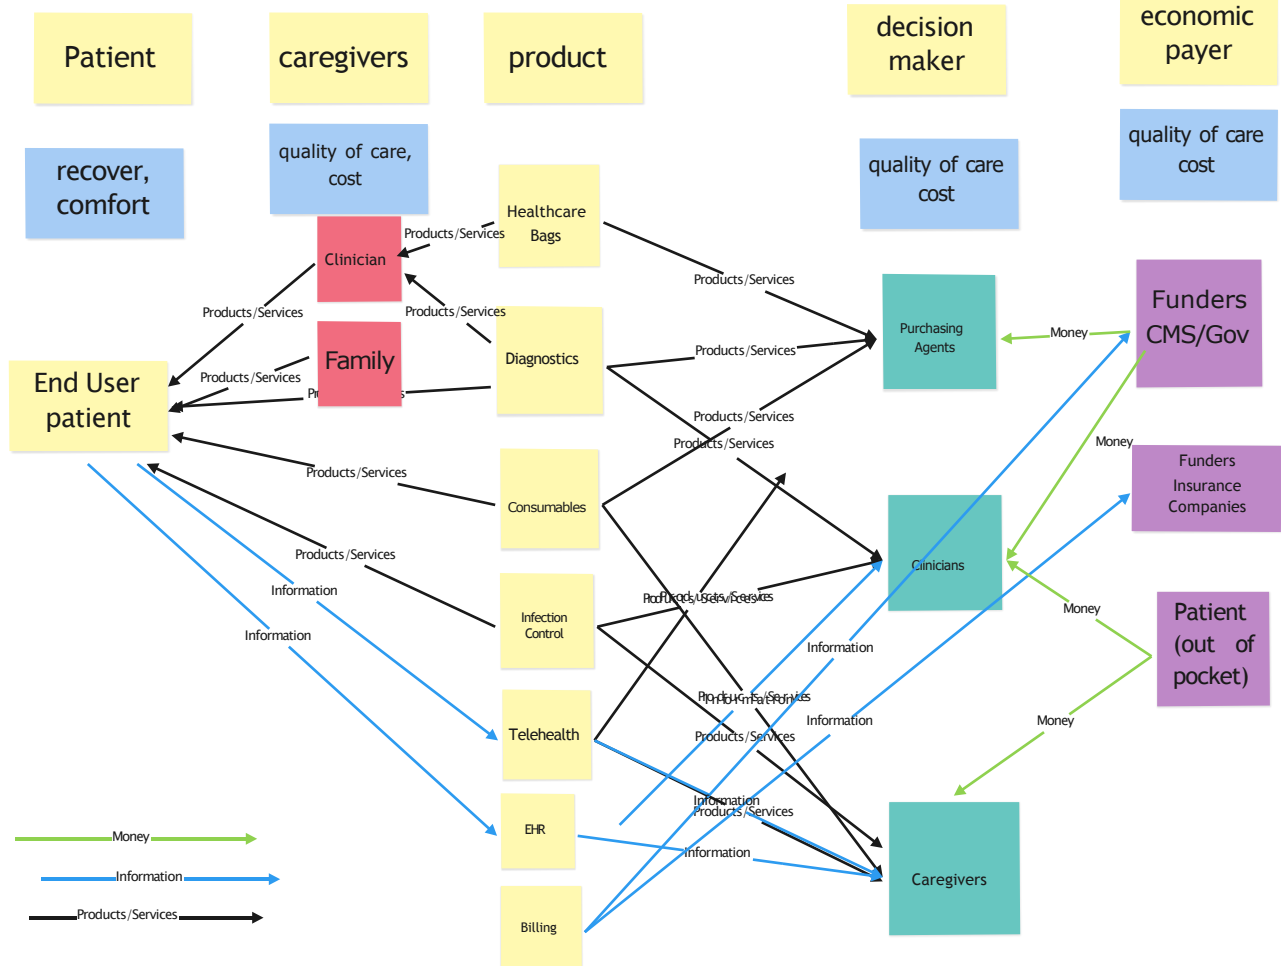 Patient
caregivers
product
decision
maker
economic
payer
recover,
comfort
quality of care,
cost
quality of care
cost
quality of care
cost
Healthcare
Bags
Products/Services
Clinician
Products/Services
Funders
CMS/Gov
Products/Services
Products/Services
Purchasing
Agents
Money
Family
Diagnostics
Products/Services
Products/Services
End User
patient
Products/Services
Products/Services
Money
Funders
Insurance
Companies
Products/Services
Consumables
Clinicians
Products/Services
Information
Infection
Control
Money
Patient
(out of
pocket)
Information
Information
Products/Services
Information
Money
Telehealth
Products/Services
Information
Products/Services
EHR
Information
Caregivers
Billing
Money
Information
Products/Services